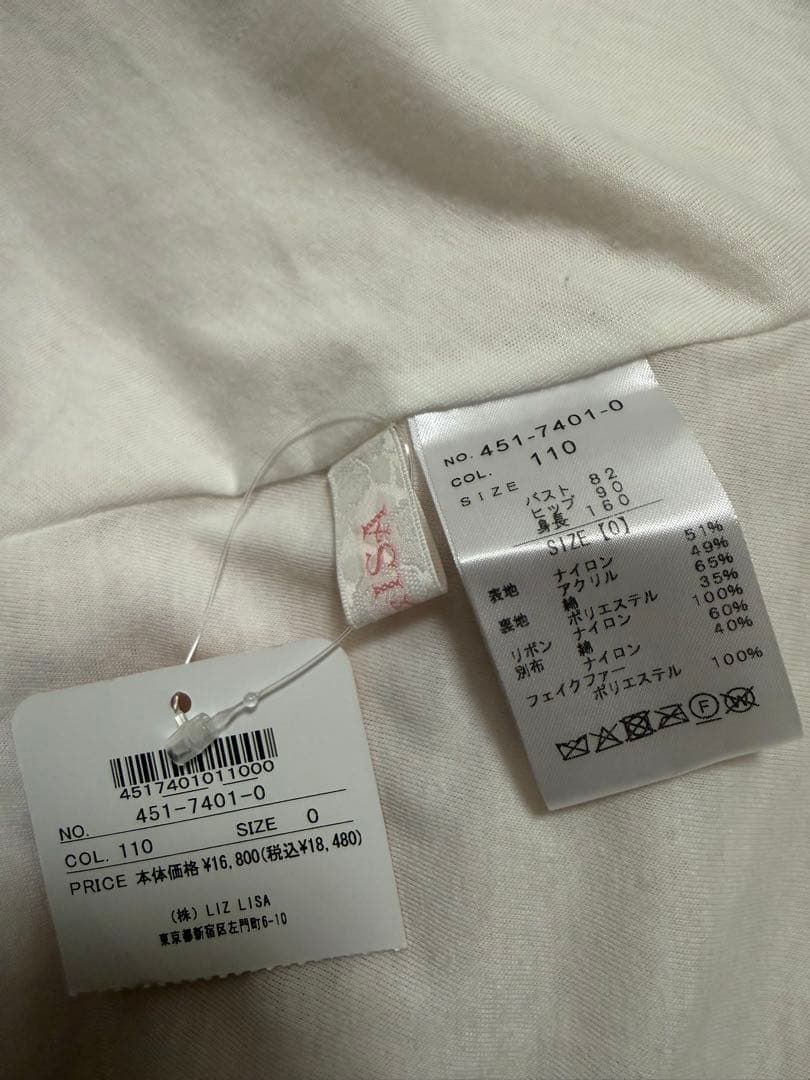 NO. 451-7401-0
COL. 110
SIZE
バスト 82
ヒップ 90
身長 160
SIZE【0】
表地 ナイロン 51%
アクリル 49%
裏地 綿 65%
ポリエステル 35%
リボン ナイロン 100%
別布 綿 60%
ナイロン 40%
フェイクファー
ポリエステル 100%
F
W
4517401011000
NO. 451-7401-0
COL. 110 SIZE 0
PRICE 本体価格 ¥16,800(税込¥18,480)
(株) LIZ LISA
東京都新宿区左門町6-10